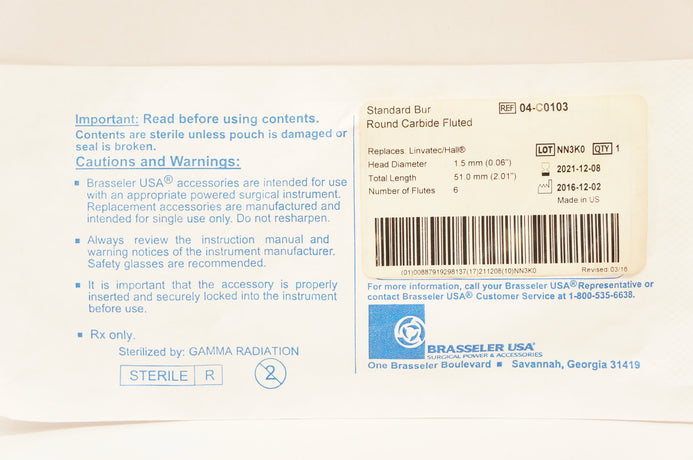 Important: Read before using contents.
Contents are sterile unless pouch is damaged or
seal is broken.
Cautions and Warnings:
▪ Brasseler USA® accessories are intended for use
with an appropriate powered surgical instrument.
Replacement accessories are manufactured and
intended for single use only. Do not resharpen.
▪ Always review the instruction manual and
warning notices of the instrument manufacturer.
Safety glasses are recommended.
▪ It is important that the accessory is properly
inserted and securely locked into the instrument
before use.
▪ Rx only.
Sterilized by: GAMMA RADIATION
STERILE R
2
Standard Bur
Round Carbide Fluted
REF 04-C0103
Replaces: Linvatec/Hall®
Head Diameter 1.5 mm (0.06")
Total Length 51.0 mm (2.01")
Number of Flutes 6
LOT NN3K0 QTY 1
2021-12-08
2016-12-02
Made in US
(01)00887919298137(17)211208(10)NN3K0
Revised 03/16
For more information, call your Brasseler USA® Representative or
contact Brasseler USA® Customer Service at 1-800-535-6638.
BRASSELER USA®
SURGICAL POWER & ACCESSORIES
One Brasseler Boulevard ▪ Savannah, Georgia 31419